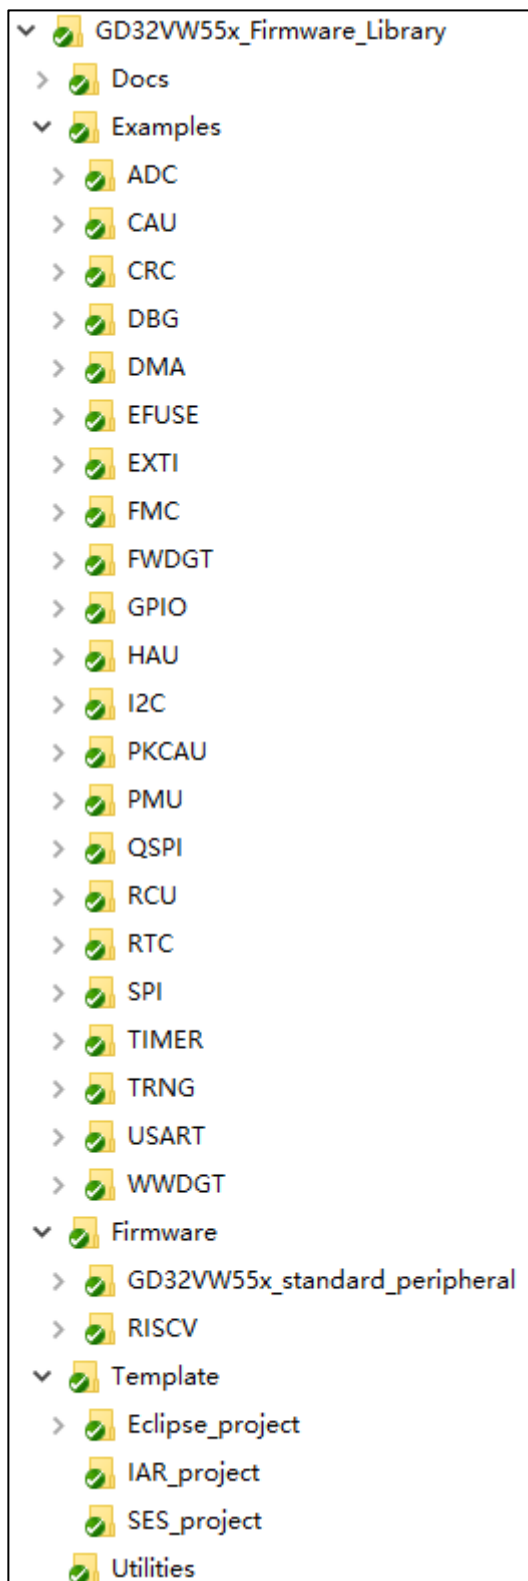 GD32VW55x_Firmware_Library
Docs
Examples
ADC
CAU
CRC
DBG
DMA
EFUSE
EXTI
FMC
FWDGT
GPIO
HAU
I2C
PKCAU
PMU
QSPI
RCU
RTC
SPI
TIMER
TRNG
USART
WWDGT
Firmware
GD32VW55x_standard_peripheral
RISCV
Template
Eclipse_project
IAR_project
SES_project
Utilities